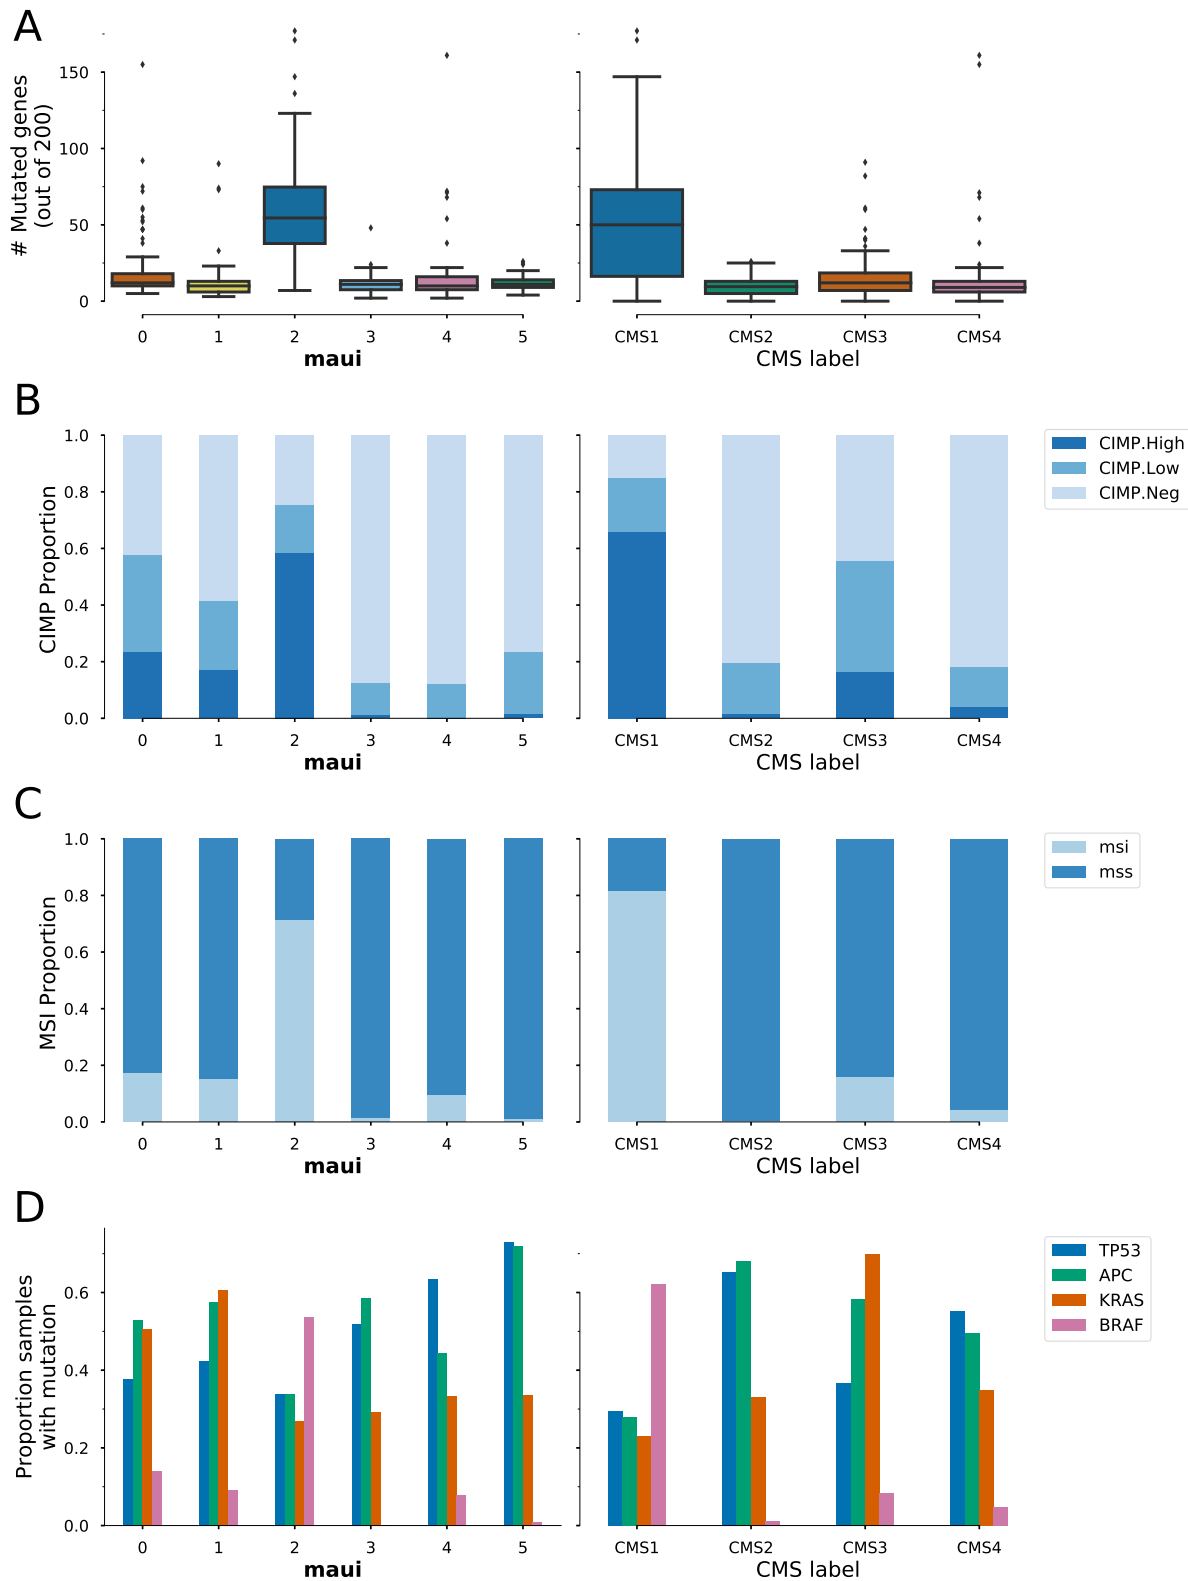 A
# Mutated genes
(out of 200)
150
100
50
0
0 1 2 3 4 5
maui
CMS1 CMS2 CMS3 CMS4
CMS label
B
CIMP Proportion
1.0
0.8
0.6
0.4
0.2
0.0
0 1 2 3 4 5
maui
CMS1 CMS2 CMS3 CMS4
CMS label
CIMP.High
CIMP.Low
CIMP.Neg
C
MSI Proportion
1.0
0.8
0.6
0.4
0.2
0.0
0 1 2 3 4 5
maui
CMS1 CMS2 CMS3 CMS4
CMS label
msi
mss
D
Proportion samples
with mutation
0.6
0.4
0.2
0.0
0 1 2 3 4 5
maui
CMS1 CMS2 CMS3 CMS4
CMS label
TP53
APC
KRAS
BRAF